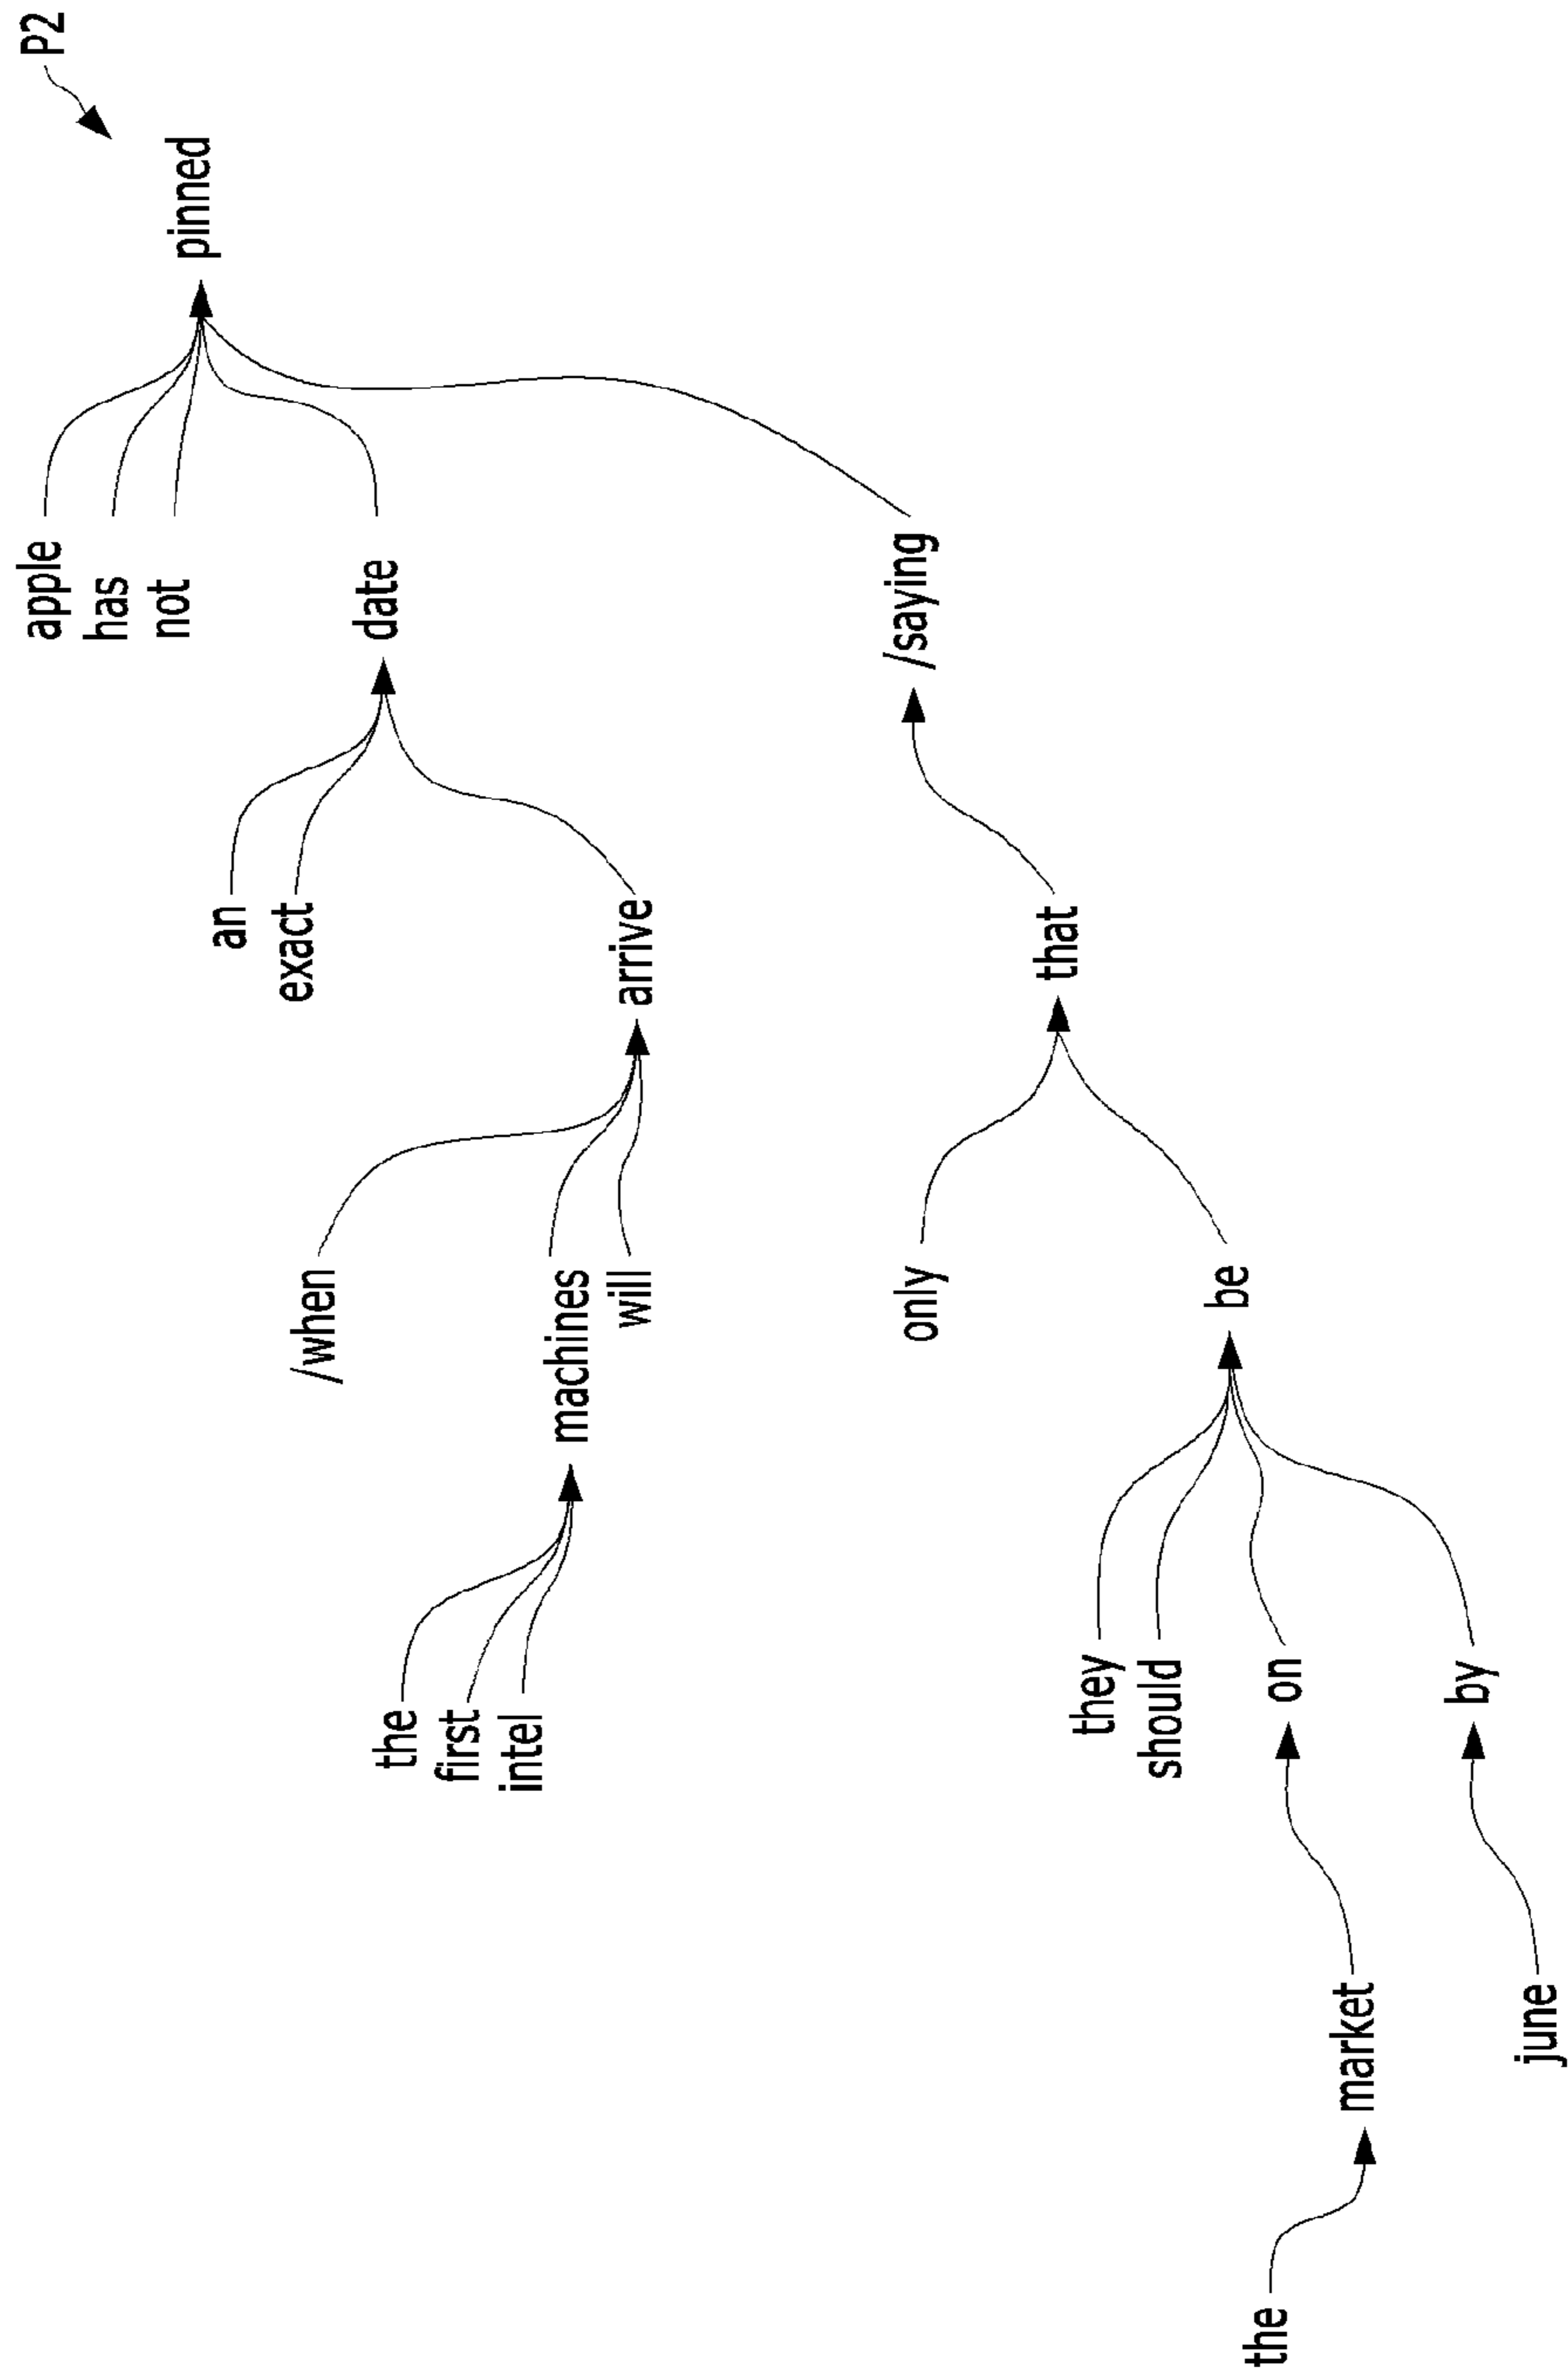 P2
apple
has
not
pinned
an
exact
/when
date
the
first
intel
machines
will
arrive
/saying
only
that
they
should
be
the
on
market
by
june